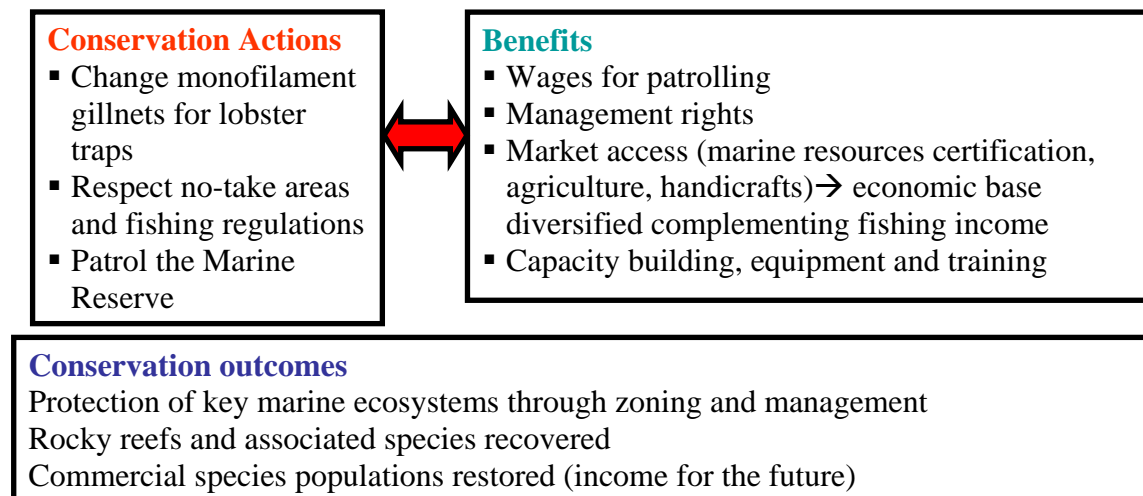 Conservation Actions
▪ Change monofilament
gillnets for lobster
traps
▪ Respect no-take areas
and fishing regulations
▪ Patrol the Marine
Reserve
Benefits
▪ Wages for patrolling
▪ Management rights
▪ Market access (marine resources certification,
agriculture, handicrafts)→ economic base
diversified complementing fishing income
▪ Capacity building, equipment and training
Conservation outcomes
Protection of key marine ecosystems through zoning and management
Rocky reefs and associated species recovered
Commercial species populations restored (income for the future)